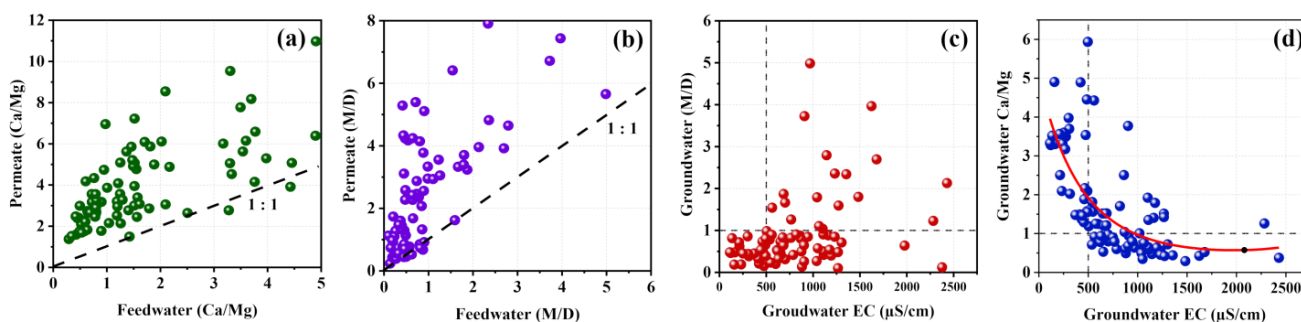 (a)
Permeate (Ca/Mg)
12
10
8
6
4
2
0
1 : 1
0 1 2 3 4 5
Feedwater (Ca/Mg)
(b)
Permeate (M/D)
8
6
4
2
0
1 : 1
0 1 2 3 4 5 6
Feedwater (M/D)
(c)
Groundwater (M/D)
6
5
4
3
2
1
0
0 500 1000 1500 2000 2500
Groudwater EC (µS/cm)
(d)
Groundwater Ca/Mg
6
5
4
3
2
1
0
0 500 1000 1500 2000 2500
Groundwater EC (µS/cm)